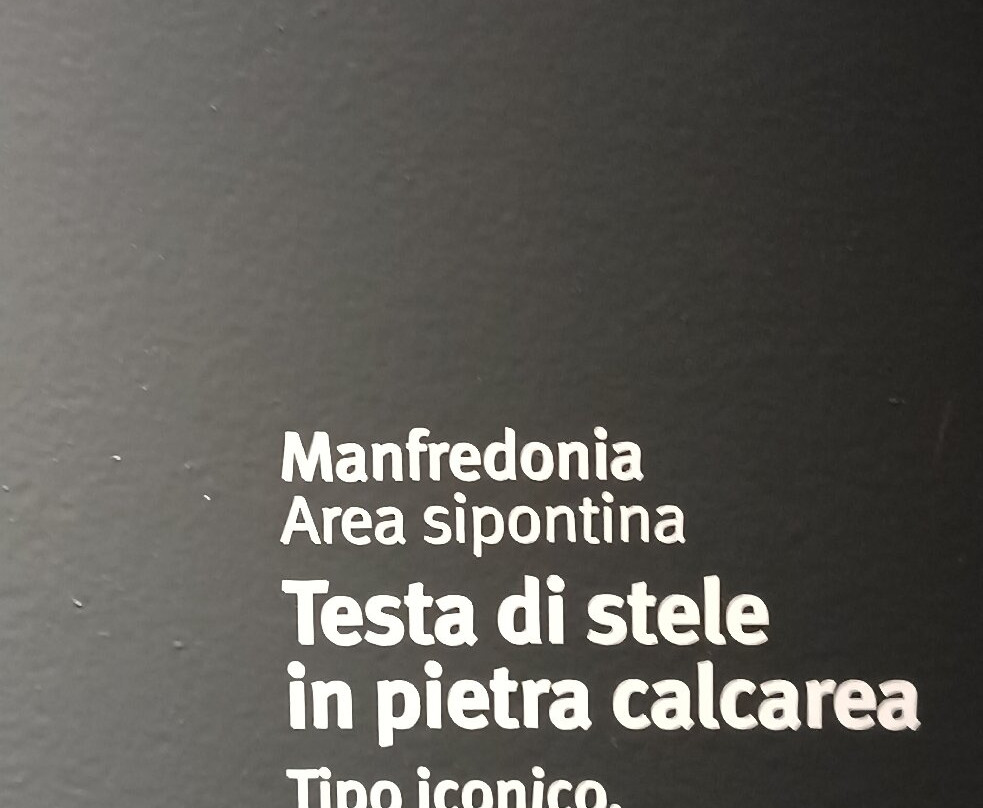 Manfredonia
Area sipontina
Testa di stele
in pietra calcarea
Tipo iconico.